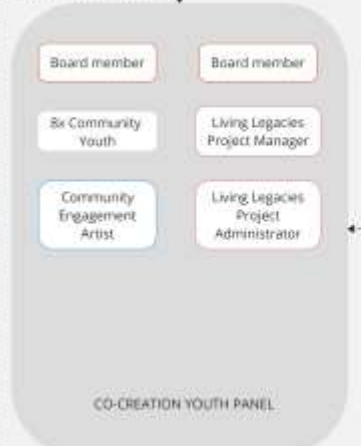 Board member
Board member
8x Community
Youth
Living Legacies
Project Manager
Community
Engagement
Artist
Living Legacies
Project
Administrator
CO-CREATION YOUTH PANEL